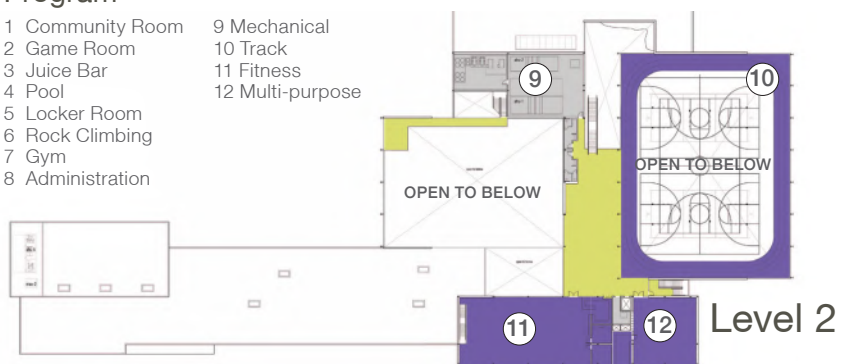 Program
1 Community Room
2 Game Room
3 Juice Bar
4 Pool
5 Locker Room
6 Rock Climbing
7 Gym
8 Administration
9 Mechanical
10 Track
11 Fitness
12 Multi-purpose
9
10
OPEN TO BELOW
OPEN TO BELOW
11
12
Level 2